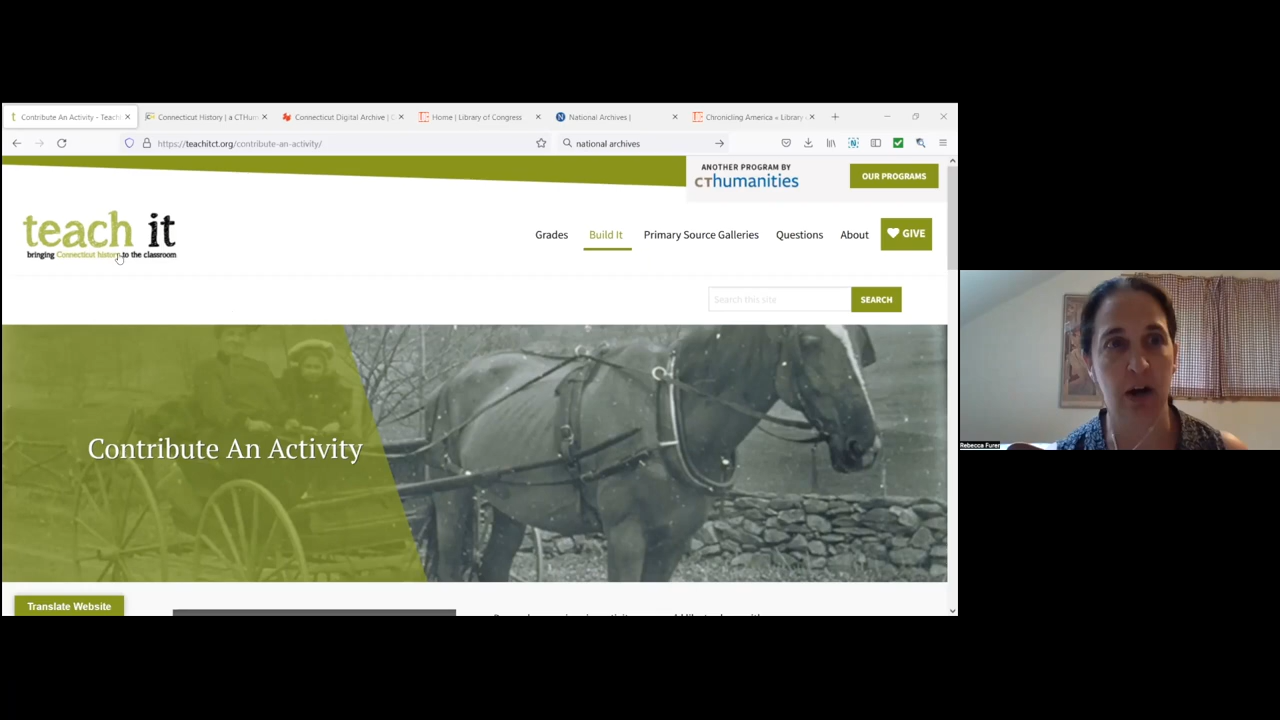 Contribute An Activity - Teach
Connecticut History | a CTHum
Connecticut Digital Archive | C
Home | Library of Congress
National Archives |
Chronicling America « Library
https://teachitct.org/contribute-an-activity/
national archives
ANOTHER PROGRAM BY
CThumanities
OUR PROGRAMS
teach it
bringing Connecticut history to the classroom
Grades
Build It
Primary Source Galleries
Questions
About
GIVE
Search this site
SEARCH
Contribute An Activity
Rebecca Furer
Translate Website